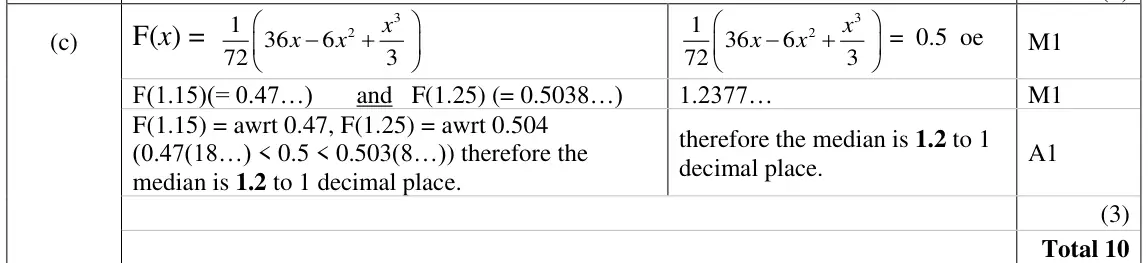 (c) F(x) = 1/72(36x − 6x² + x³/3) 1/72(36x − 6x² + x³/3) = 0.5 oe M1
F(1.15)(= 0.47…) and F(1.25) (= 0.5038…) 1.2377… M1
F(1.15) = awrt 0.47, F(1.25) = awrt 0.504
(0.47(18…) < 0.5 < 0.503(8…)) therefore the
median is 1.2 to 1 decimal place.
therefore the median is 1.2 to 1
decimal place.
A1
(3)
Total 10